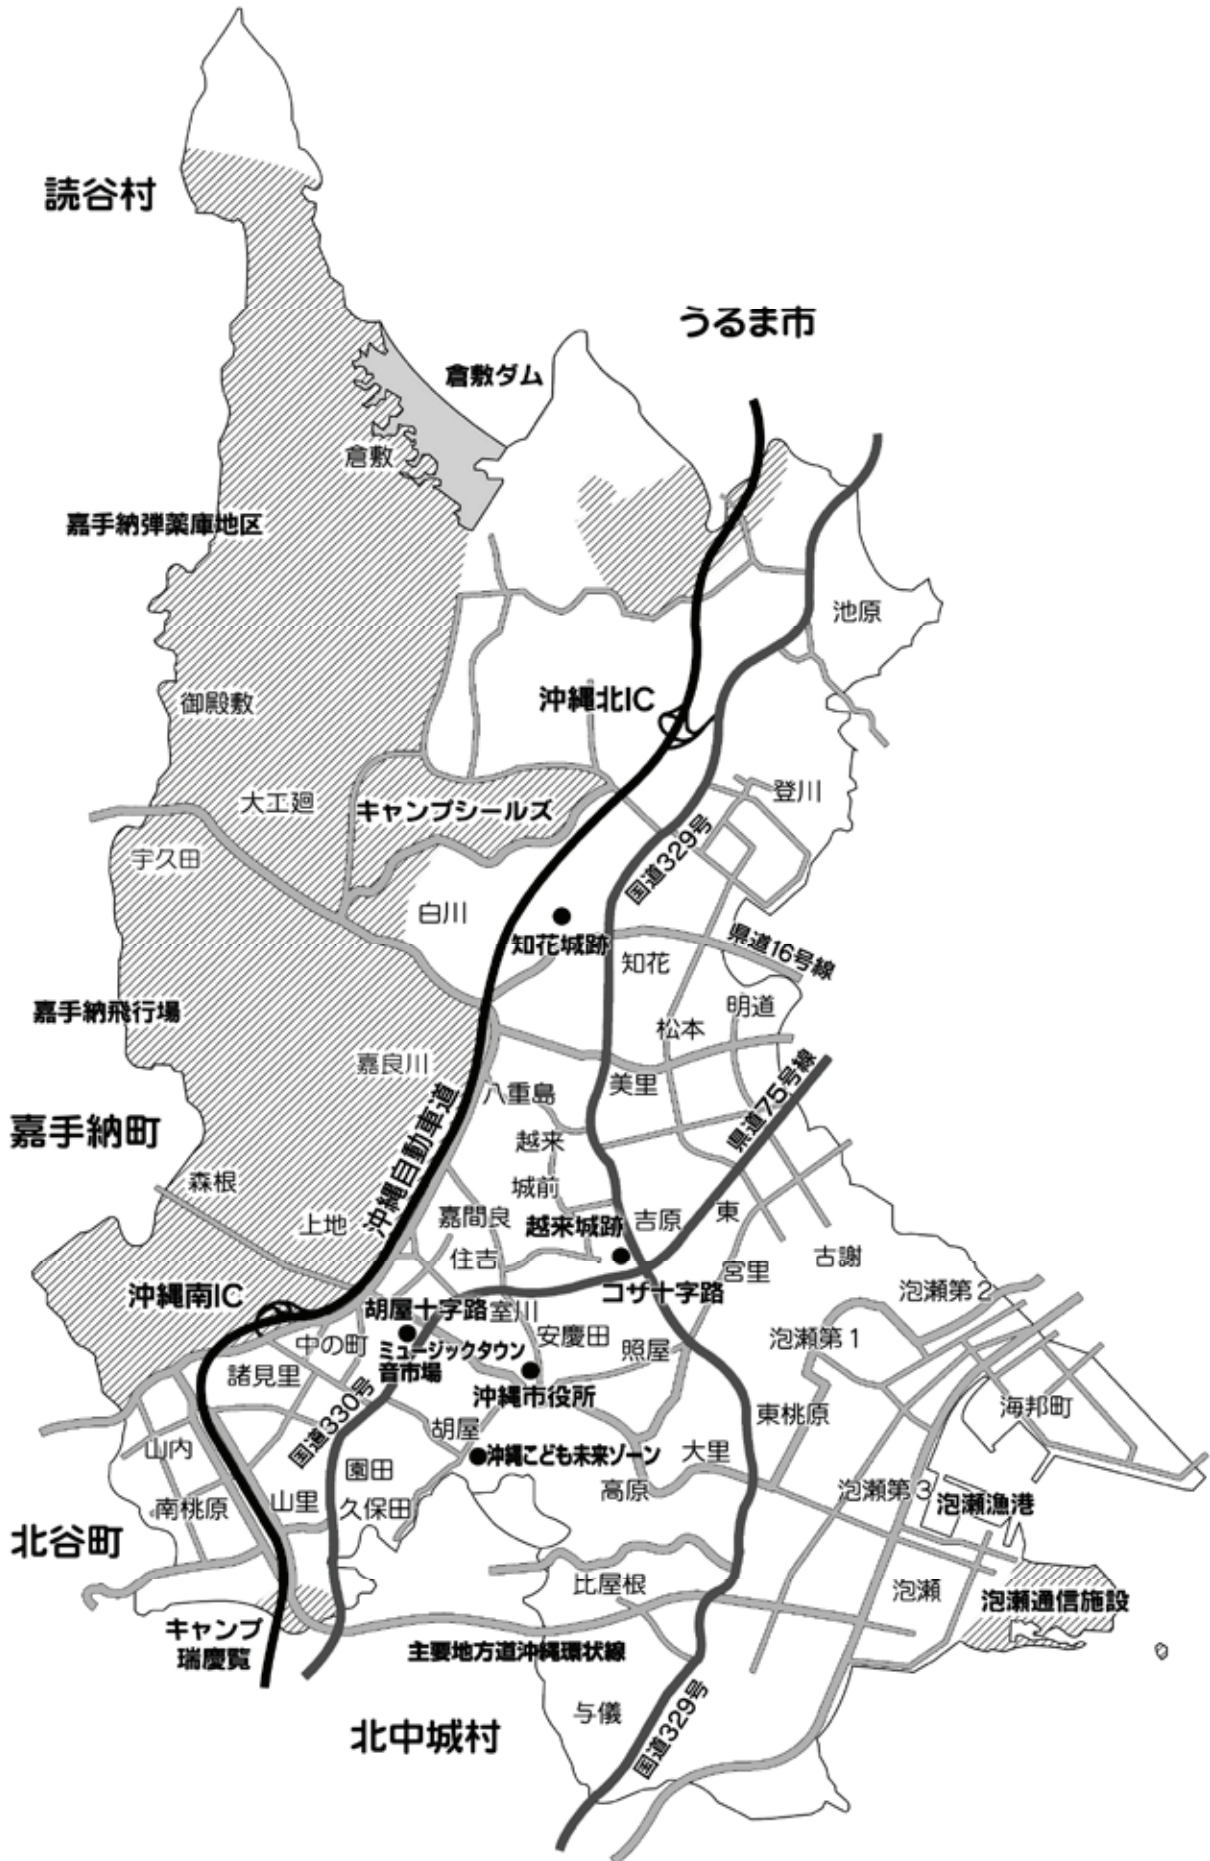 読谷村
うるま市
倉敷ダム
倉敷
嘉手納弾薬庫地区
池原
御殿敷
沖縄北IC
大工廻
キャンプシールズ
登川
宇久田
国道329号
白川
知花城跡
県道16号線
知花
嘉手納飛行場
明道
松本
嘉良川
美里
八重島
県道75号線
嘉手納町
沖縄自動車道
越来
森根
城前
上地
嘉間良
越来城跡
吉原
東
住吉
古謝
宮里
沖縄南IC
コザ十字路
泡瀬第2
胡屋十字路
室川
中の町
ミュージックタウン
音市場
安慶田
照屋
泡瀬第1
諸見里
沖縄市役所
国道330号
東桃原
海邦町
胡屋
山内
沖縄こども未来ゾーン
大里
園田
高原
泡瀬第3
泡瀬漁港
南桃原
山里
久保田
北谷町
比屋根
泡瀬
泡瀬通信施設
キャンプ
瑞慶覧
主要地方道沖縄環状線
与儀
北中城村
国道329号